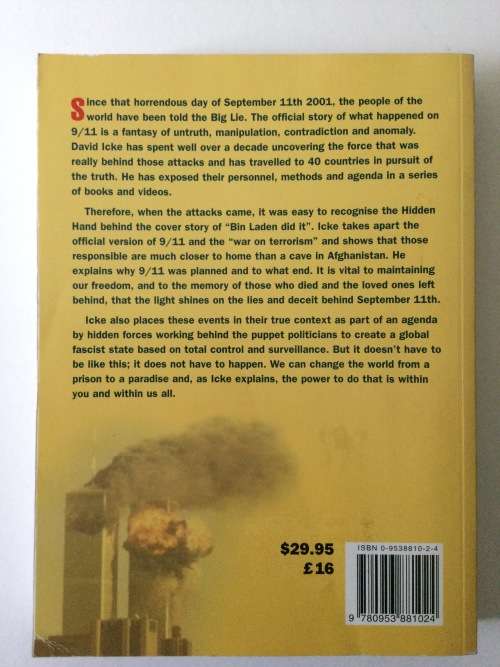 Since that horrendous day of September 11th 2001, the people of the
world have been told the Big Lie. The official story of what happened on
9/11 is a fantasy of untruth, manipulation, contradiction and anomaly.
David Icke has spent well over a decade uncovering the force that was
really behind those attacks and has travelled to 40 countries in pursuit of
the truth. He has exposed their personnel, methods and agenda in a series
of books and videos.
Therefore, when the attacks came, it was easy to recognise the Hidden
Hand behind the cover story of "Bin Laden did it". Icke takes apart the
official version of 9/11 and the "war on terrorism" and shows that those
responsible are much closer to home than a cave in Afghanistan. He
explains why 9/11 was planned and to what end. It is vital to maintaining
our freedom, and to the memory of those who died and the loved ones left
behind, that the light shines on the lies and deceit behind September 11th.
Icke also places these events in their true context as part of an agenda
by hidden forces working behind the puppet politicians to create a global
fascist state based on total control and surveillance. But it doesn't have to
be like this; it does not have to happen. We can change the world from a
prison to a paradise and, as Icke explains, the power to do that is within
you and within us all.
$29.95
£16
ISBN 0-9538810-2-4
9 780953 881024